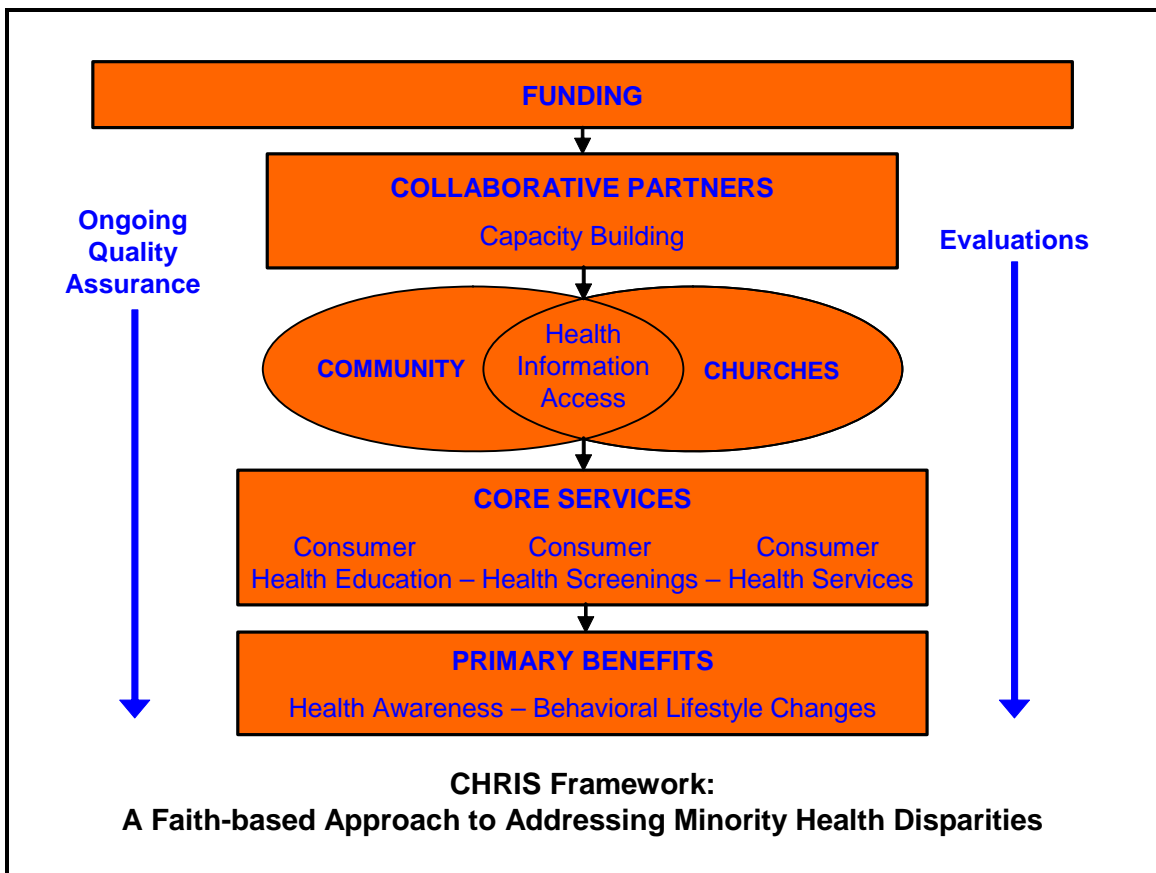 FUNDING
COLLABORATIVE PARTNERS
Capacity Building
Ongoing
Quality
Assurance
Evaluations
COMMUNITY
Health
Information
Access
CHURCHES
CORE SERVICES
Consumer Consumer Consumer
Health Education – Health Screenings – Health Services
PRIMARY BENEFITS
Health Awareness – Behavioral Lifestyle Changes
CHRIS Framework:
A Faith-based Approach to Addressing Minority Health Disparities